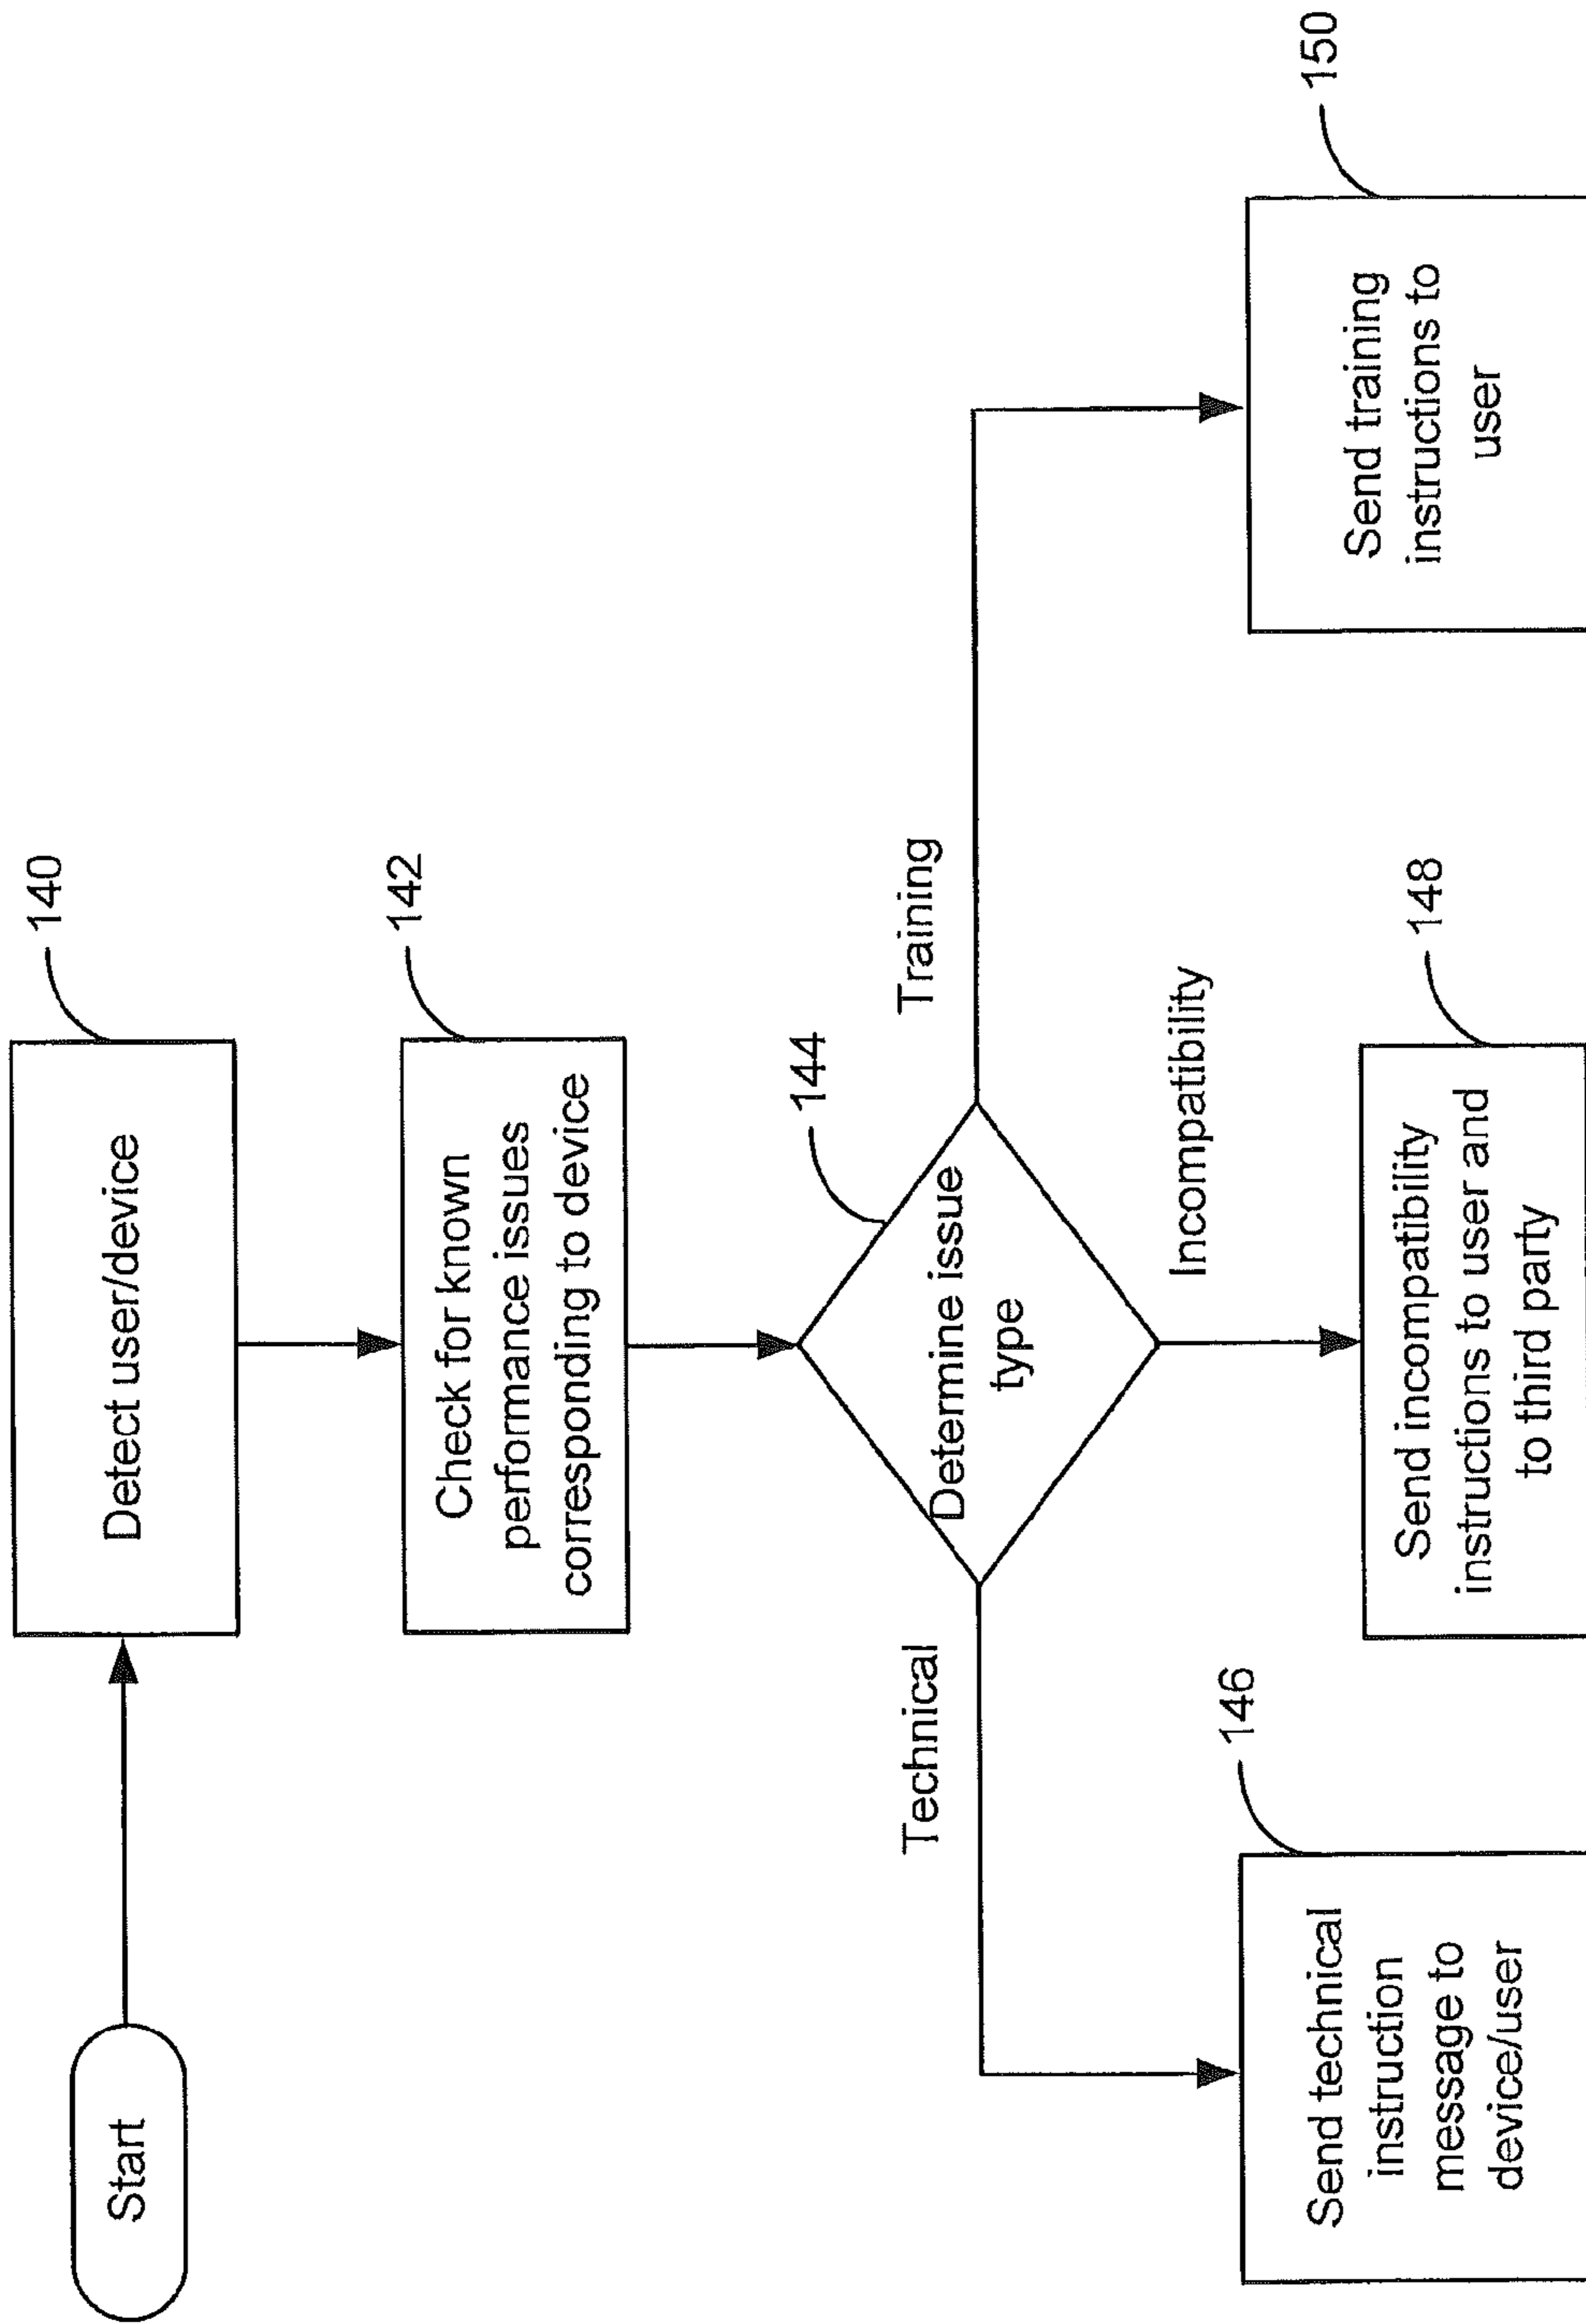 Start
Detect user/device
140
Check for known
performance issues
corresponding to device
142
Determine issue
type
144
Technical
Training
Incompatibility
Send technical
instruction
message to
device/user
146
Send incompatibility
instructions to user and
to third party
148
Send training
instructions to
user
150